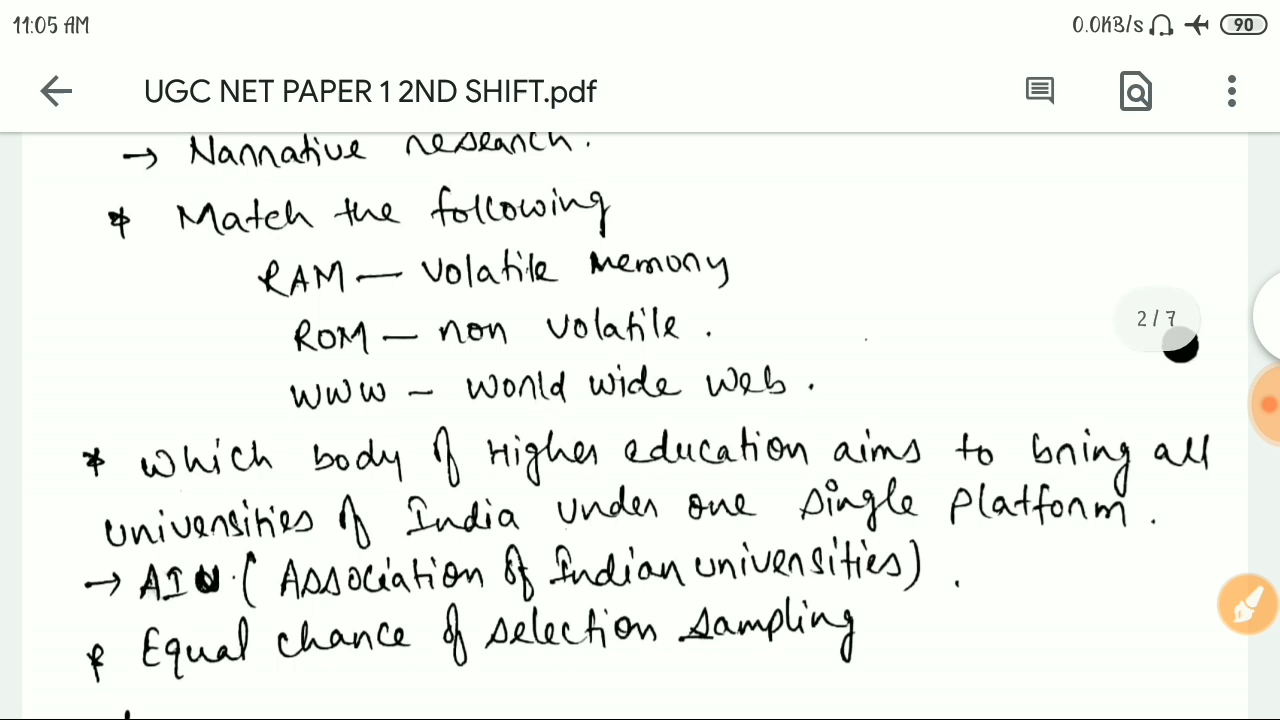 11:05 AM
0.0KB/s 90
UGC NET PAPER 1 2ND SHIFT.pdf
→ Narrative research.
* Match the following
RAM — volatile memory
ROM — non volatile.
2/7
WWW – World wide web.
* which body of Higher education aims to bring all
universities of India under one single platform.
→ AIU. (Association of Indian universities).
* Equal chance of selection sampling